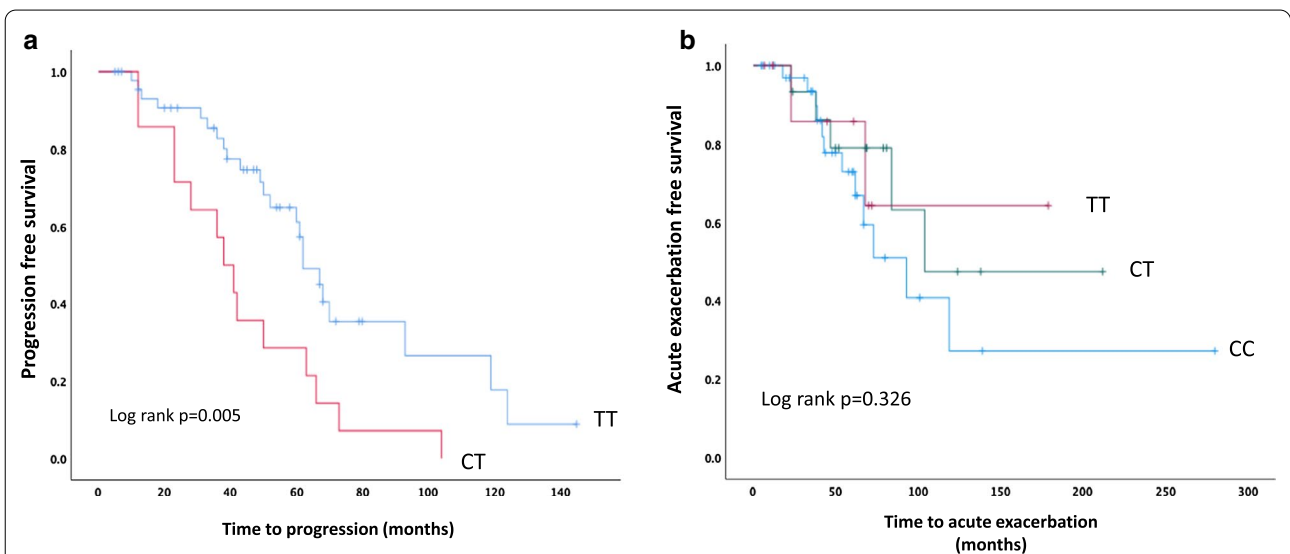 a
Progression free survival
1.0
0.8
0.6
0.4
0.2
0.0
Log rank p=0.005
TT
CT
0 20 40 60 80 100 120 140
Time to progression (months)
b
Acute exacerbation free survival
1.0
0.8
0.6
0.4
0.2
0.0
TT
CT
CC
Log rank p=0.326
0 50 100 150 200 250 300
Time to acute exacerbation
(months)